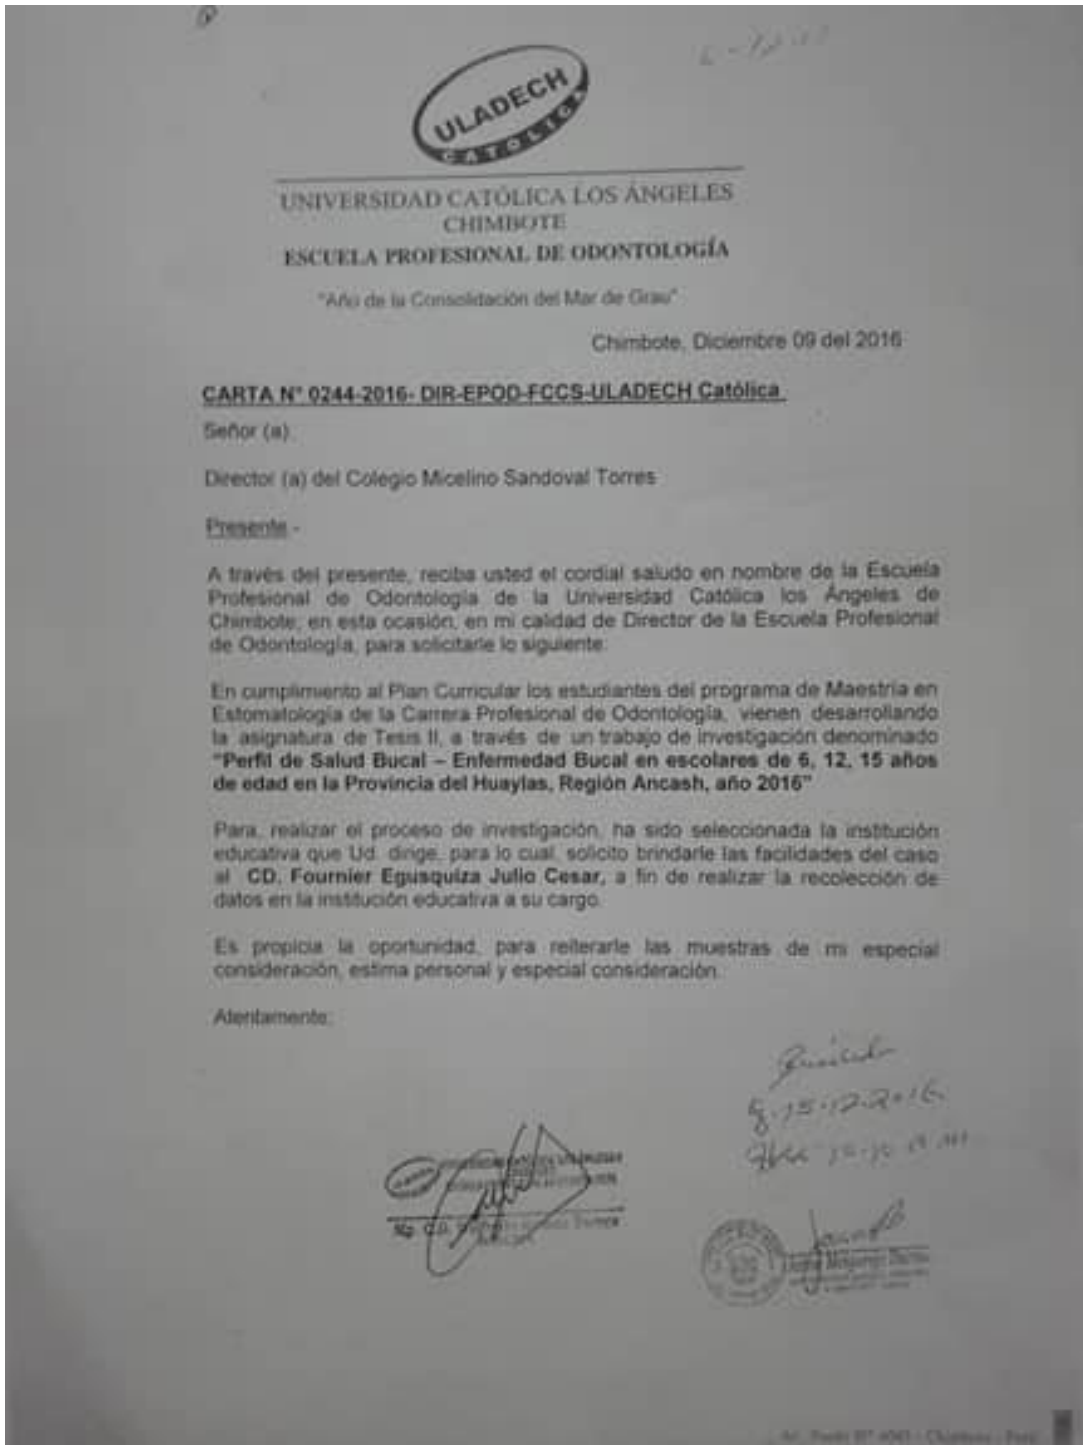 ULADECH
CATOLICA
UNIVERSIDAD CATÓLICA LOS ÁNGELES
CHIMBOTE
ESCUELA PROFESIONAL DE ODONTOLOGÍA
"Año de la Consolidación del Mar de Grau"
Chimbote, Diciembre 09 del 2016
CARTA N° 0244-2016- DIR-EPOD-FCCS-ULADECH Católica
Señor (a):
Director (a) del Colegio Micelino Sandoval Torres
Presente.-
A través del presente, reciba usted el cordial saludo en nombre de la Escuela
Profesional de Odontología de la Universidad Católica los Ángeles de
Chimbote; en esta ocasión, en mi calidad de Director de la Escuela Profesional
de Odontología, para solicitarle lo siguiente:
En cumplimiento al Plan Curricular los estudiantes del programa de Maestría en
Estomatología de la Carrera Profesional de Odontología, vienen desarrollando
la asignatura de Tesis II, a través de un trabajo de investigación denominado
"Perfil de Salud Bucal – Enfermedad Bucal en escolares de 6, 12, 15 años
de edad en la Provincia del Huaylas, Región Ancash, año 2016"
Para, realizar el proceso de investigación, ha sido seleccionada la institución
educativa que Ud. dirige, para lo cual, solicito brindarle las facilidades del caso
al CD. Fournier Egusquiza Julio Cesar, a fin de realizar la recolección de
datos en la institución educativa a su cargo.
Es propicia la oportunidad, para reiterarle las muestras de mi especial
consideración, estima personal y especial consideración.
Atentamente;
15-12-2016